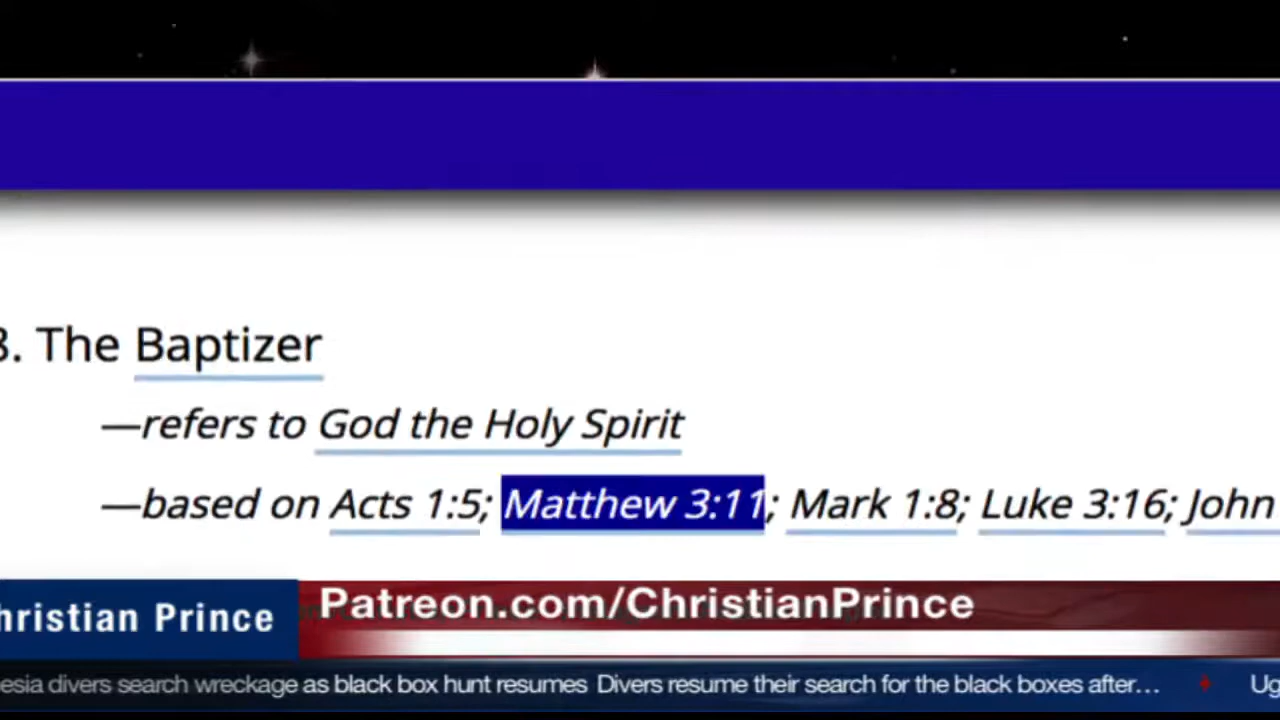 8. The Baptizer
—refers to God the Holy Spirit
—based on Acts 1:5; Matthew 3:11; Mark 1:8; Luke 3:16; John
Patreon.com/ChristianPrince
hristian Prince
esia divers search wreckage as black box hunt resumes Divers resume their search for the black boxes after… Ug